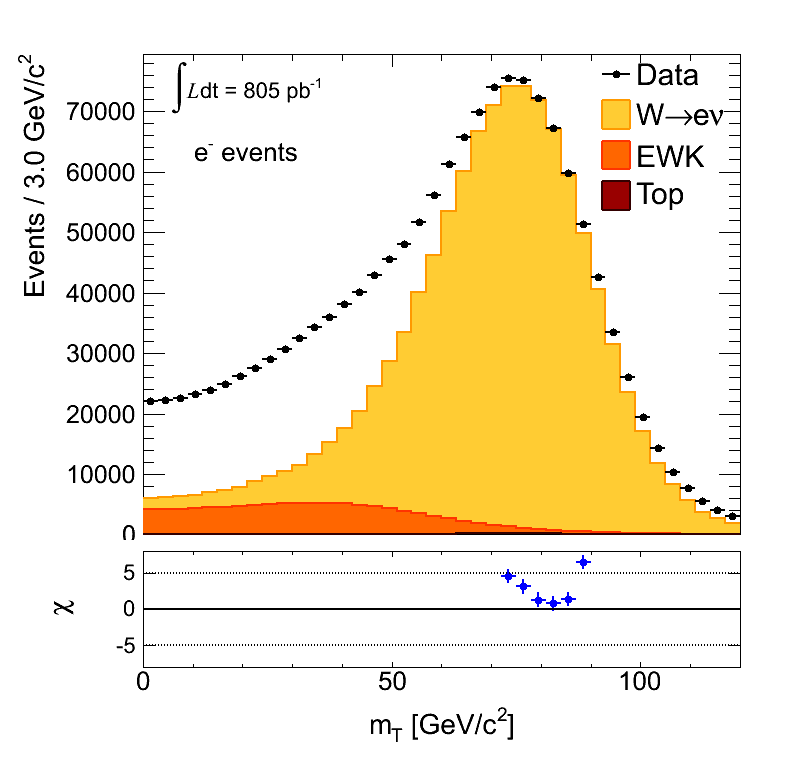 Events / 3.0 GeV/c²
70000
60000
50000
40000
30000
20000
10000
0
∫Ldt = 805 pb⁻¹
e⁻ events
Data
W→eν
EWK
Top
χ
5
0
-5
0 50 100
m_T [GeV/c²]